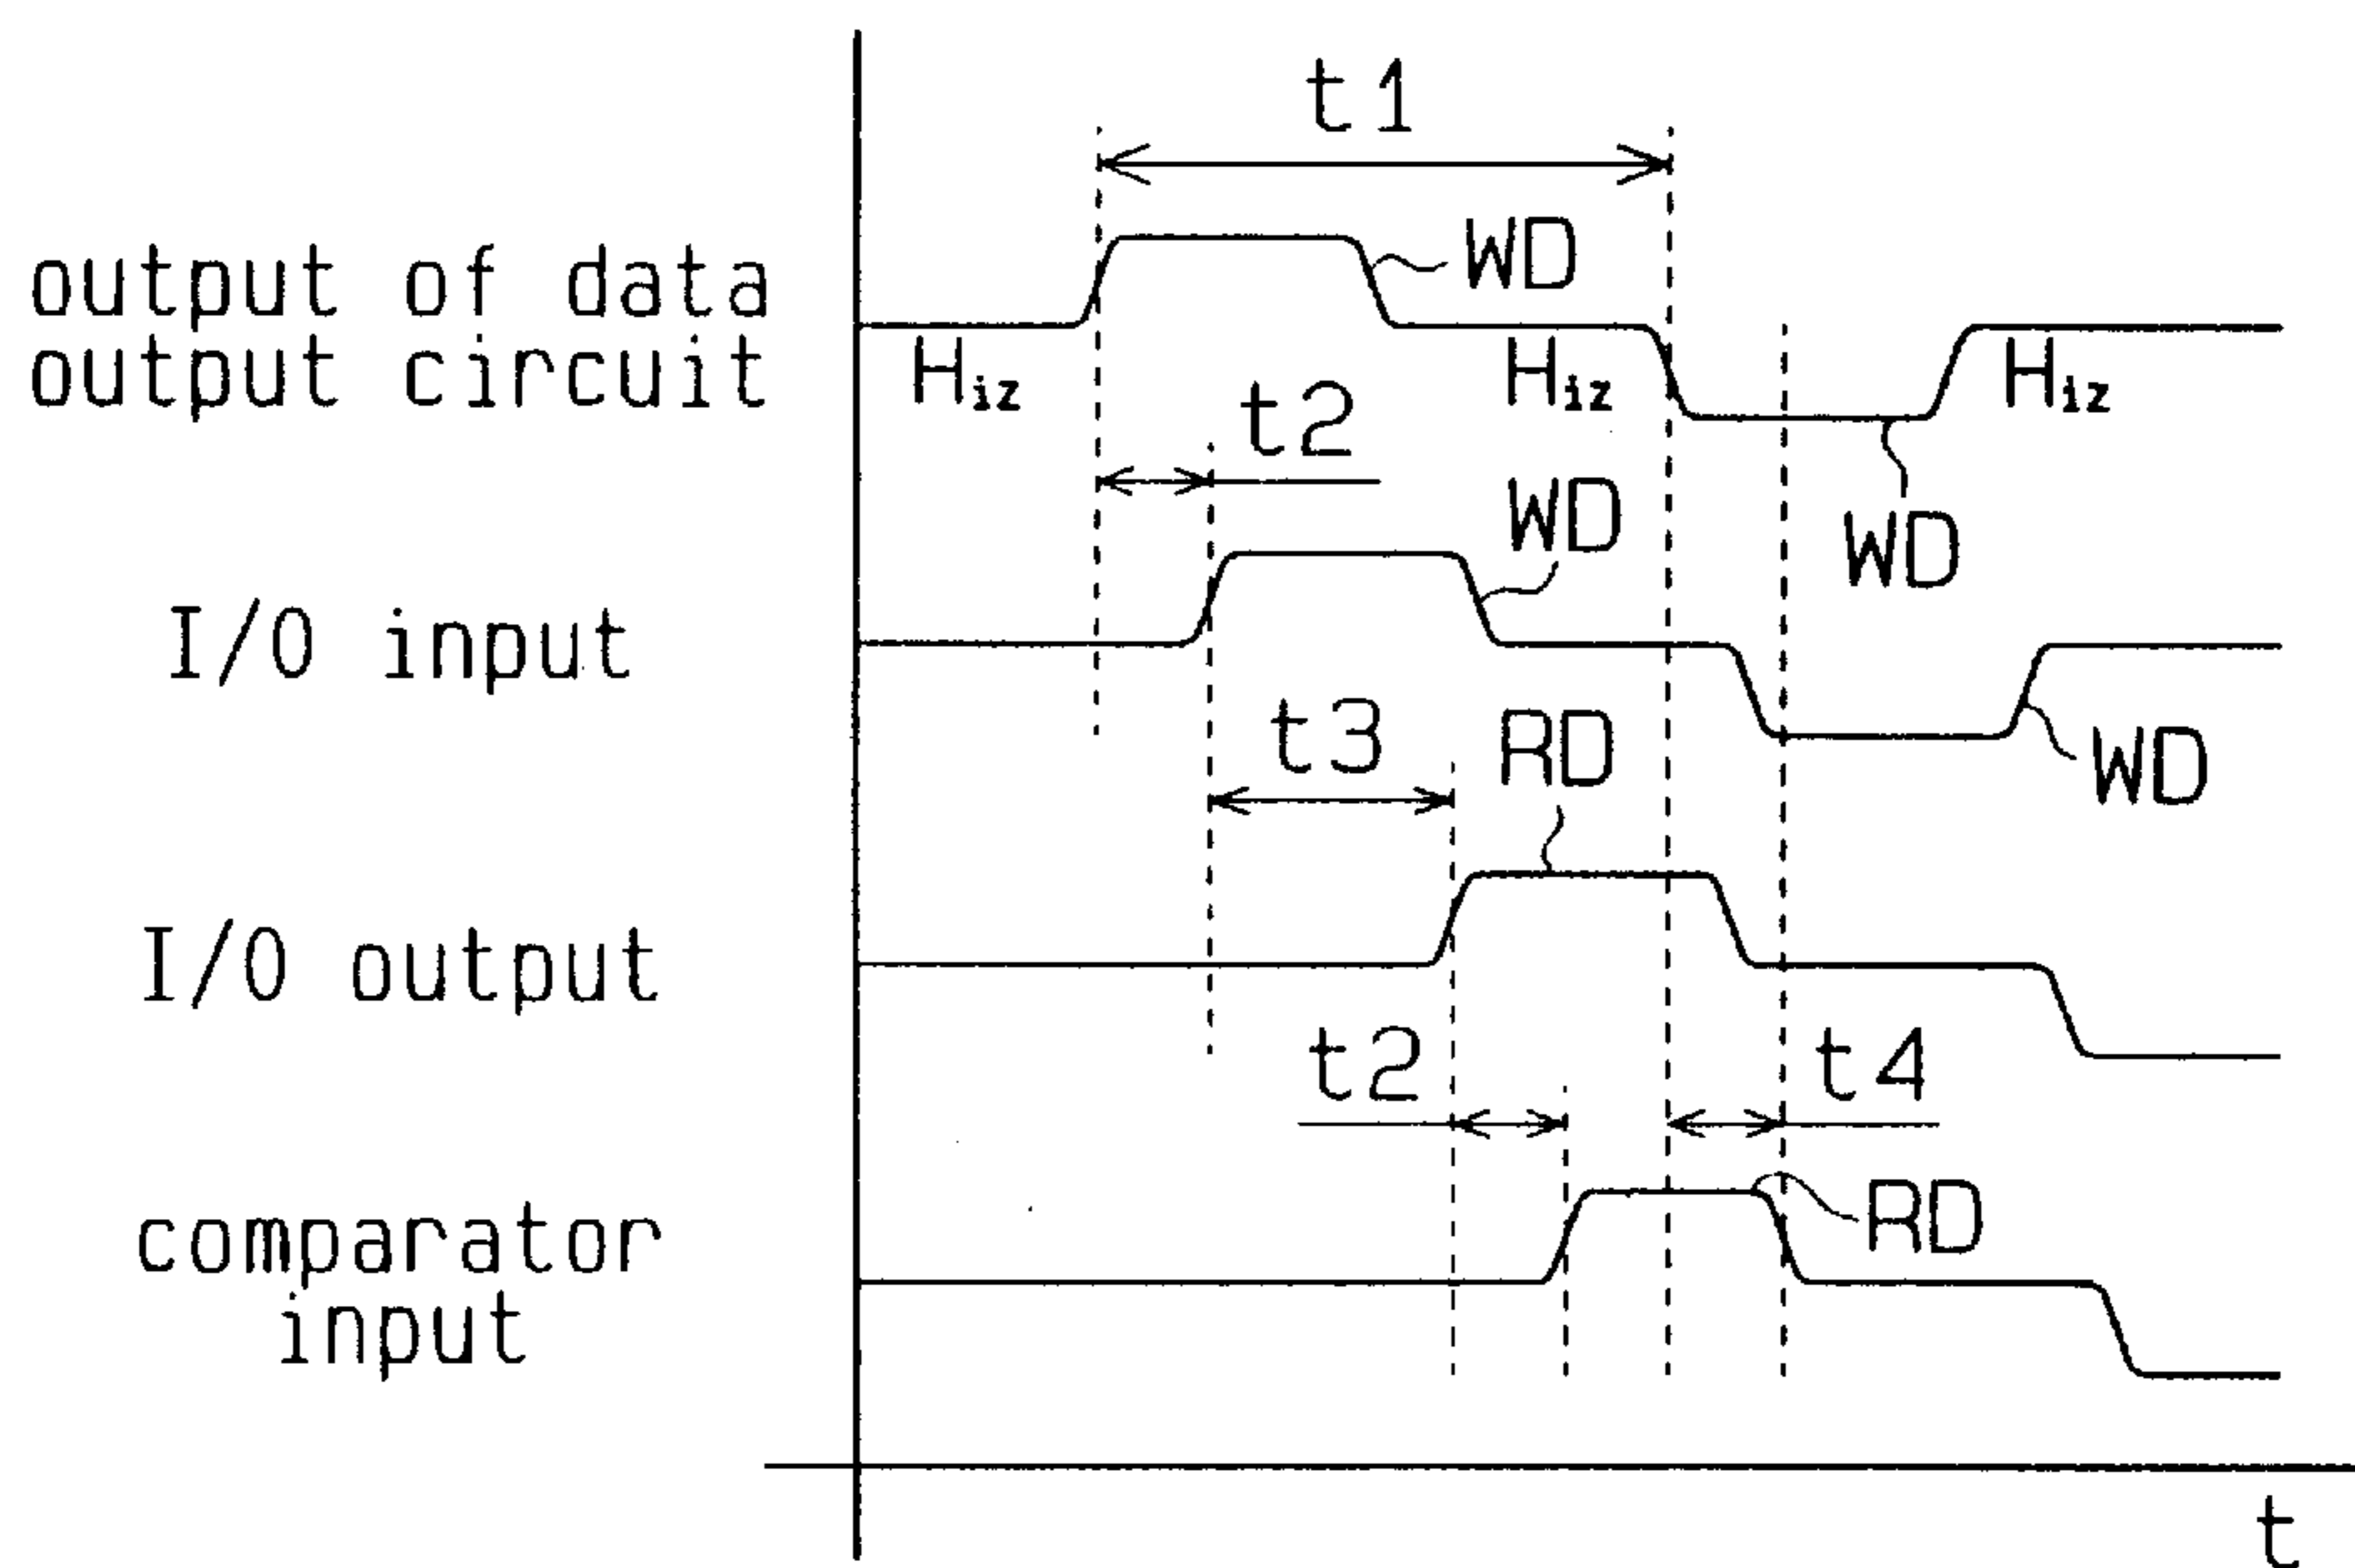 t1
WD
output of data
output circuit
Hiz
Hiz
Hiz
t2
WD
WD
I/O input
t3
RD
WD
I/O output
t2
t4
RD
comparator
input
t